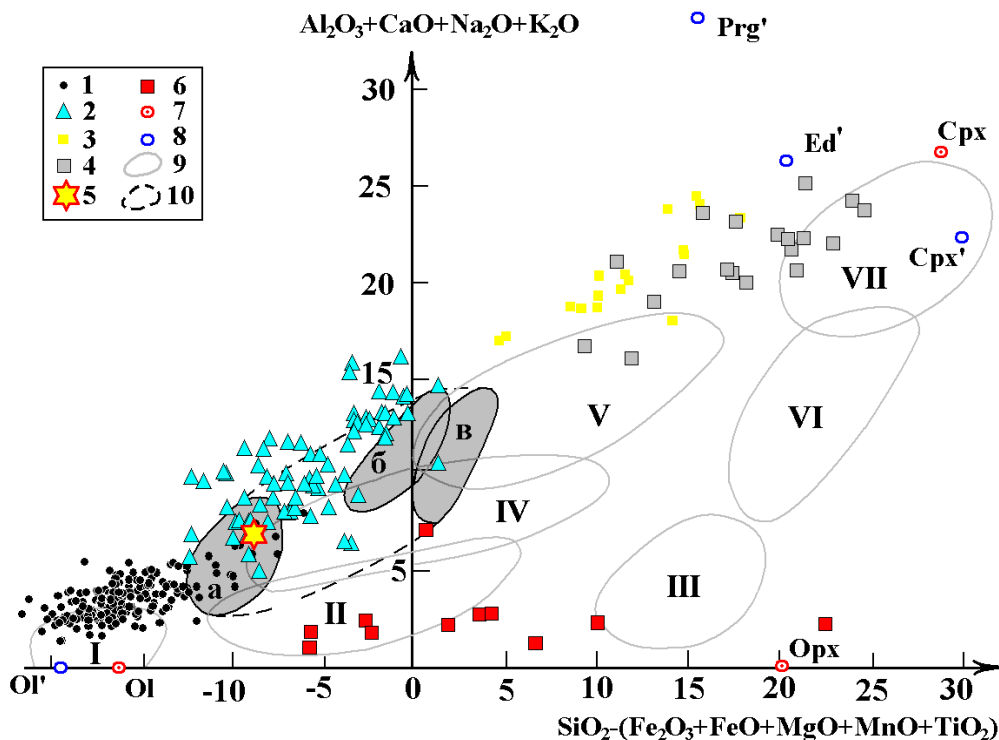 Al₂O₃+CaO+Na₂O+K₂O
Prg'
30
1 6
2 7
3 8
4 9
5 10
Ed'
Cpx
25
Cpx'
VII
20
15
V
VI
б
в
IV
5
а
II
III
I
Opx
Ol'
Ol
-10 -5 0 5 10 15 20 25 30
SiO₂-(Fe₂O₃+FeO+MgO+MnO+TiO₂)